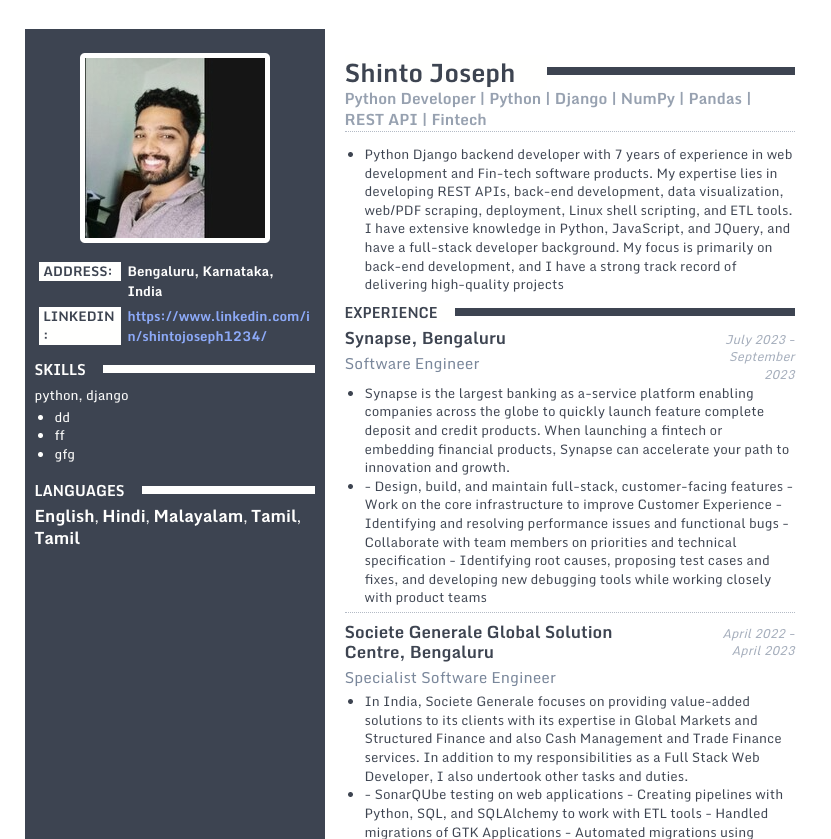 ADDRESS: Bengaluru, Karnataka,
India
LINKEDIN https://www.linkedin.com/i
: n/shintojoseph1234/
SKILLS
python, django
• dd
• ff
• gfg
LANGUAGES
English, Hindi, Malayalam, Tamil,
Tamil
Shinto Joseph
Python Developer | Python | Django | NumPy | Pandas |
REST API | Fintech
• Python Django backend developer with 7 years of experience in web
development and Fin-tech software products. My expertise lies in
developing REST APIs, back-end development, data visualization,
web/PDF scraping, deployment, Linux shell scripting, and ETL tools.
I have extensive knowledge in Python, JavaScript, and JQuery, and
have a full-stack developer background. My focus is primarily on
back-end development, and I have a strong track record of
delivering high-quality projects
EXPERIENCE
Synapse, Bengaluru
July 2023 –
September
2023
Software Engineer
• Synapse is the largest banking as a-service platform enabling
companies across the globe to quickly launch feature complete
deposit and credit products. When launching a fintech or
embedding financial products, Synapse can accelerate your path to
innovation and growth.
• - Design, build, and maintain full-stack, customer-facing features -
Work on the core infrastructure to improve Customer Experience -
Identifying and resolving performance issues and functional bugs -
Collaborate with team members on priorities and technical
specification - Identifying root causes, proposing test cases and
fixes, and developing new debugging tools while working closely
with product teams
Societe Generale Global Solution
Centre, Bengaluru
April 2022 –
April 2023
Specialist Software Engineer
• In India, Societe Generale focuses on providing value-added
solutions to its clients with its expertise in Global Markets and
Structured Finance and also Cash Management and Trade Finance
services. In addition to my responsibilities as a Full Stack Web
Developer, I also undertook other tasks and duties.
• - SonarQUbe testing on web applications - Creating pipelines with
Python, SQL, and SQLAlchemy to work with ETL tools - Handled
migrations of GTK Applications - Automated migrations using